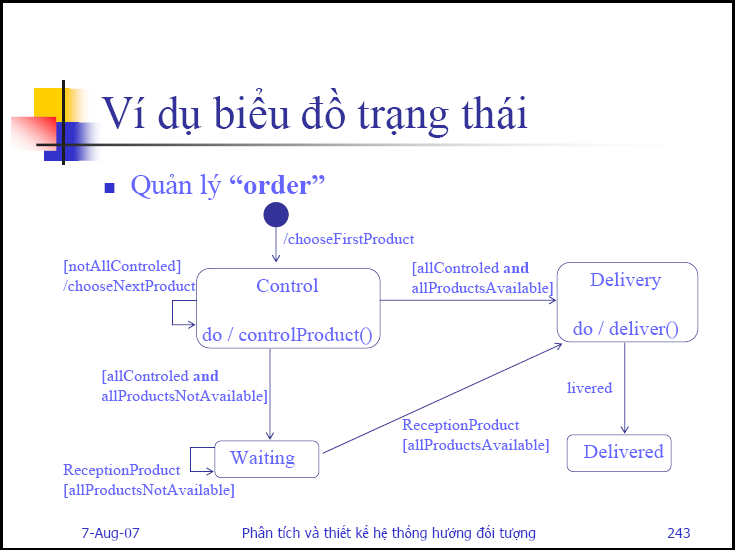 Ví dụ biểu đồ trạng thái
Quản lý “order”
/chooseFirstProduct
[notAllControled]
/chooseNextProduct
Control
do / controlProduct()
[allControled and
allProductsAvailable]
Delivery
do / deliver()
[allControled and
allProductsNotAvailable]
livered
ReceptionProduct
[allProductsAvailable]
Waiting
Delivered
ReceptionProduct
[allProductsNotAvailable]
7-Aug-07
Phân tích và thiết kế hệ thống hướng đối tượng
243